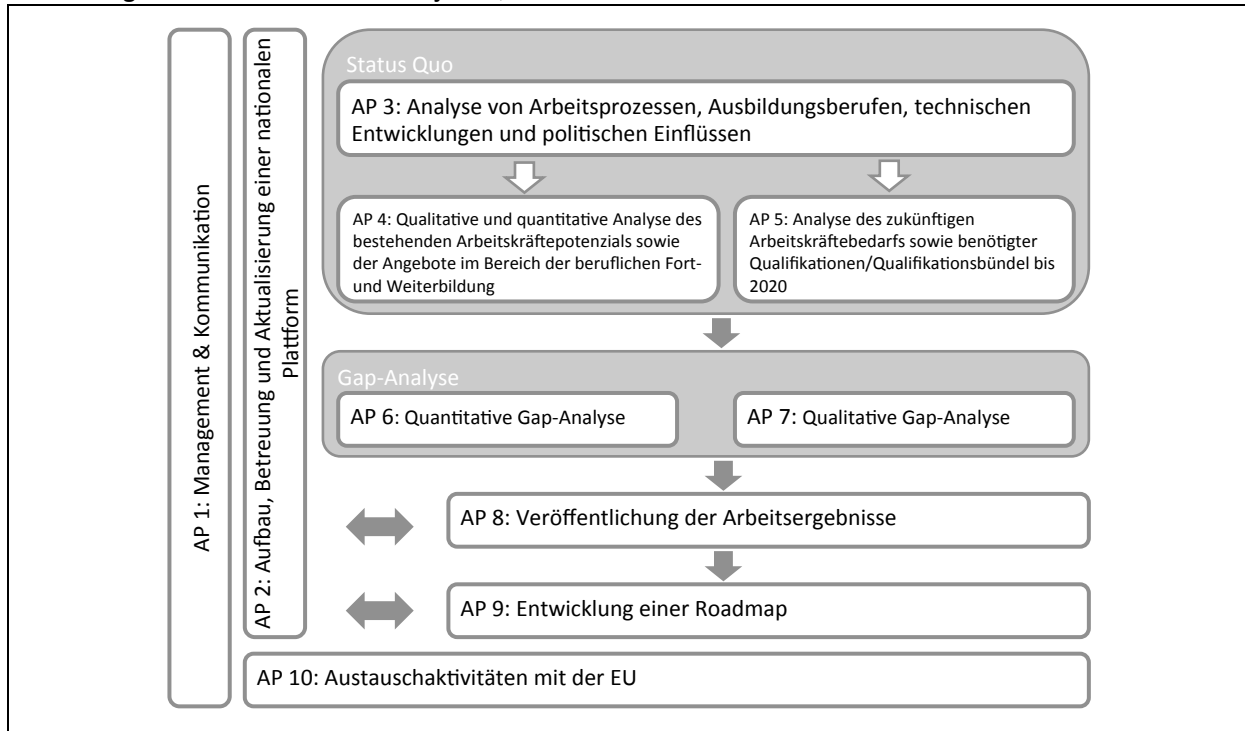 AP 1: Management & Kommunikation
AP 2: Aufbau, Betreuung und Aktualisierung einer nationalen
Plattform
Status Quo
AP 3: Analyse von Arbeitsprozessen, Ausbildungsberufen, technischen
Entwicklungen und politischen Einflüssen
AP 4: Qualitative und quantitative Analyse des
bestehenden Arbeitskräftepotenzials sowie
der Angebote im Bereich der beruflichen Fort-
und Weiterbildung
AP 5: Analyse des zukünftigen
Arbeitskräftebedarfs sowie benötigter
Qualifikationen/Qualifikationsbündel bis
2020
Gap-Analyse
AP 6: Quantitative Gap-Analyse
AP 7: Qualitative Gap-Analyse
AP 8: Veröffentlichung der Arbeitsergebnisse
AP 9: Entwicklung einer Roadmap
AP 10: Austauschaktivitäten mit der EU